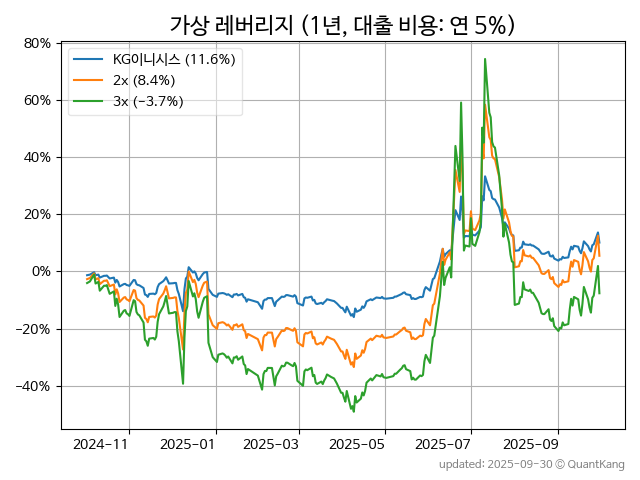 가상 레버리지 (1년, 대출 비용: 연 5%)
KG이니시스 (11.6%)
2x (8.4%)
3x (−3.7%)
80%
60%
40%
20%
0%
−20%
−40%
2024-11
2025-01
2025-03
2025-05
2025-07
2025-09
updated: 2025-09-30 © QuantKang